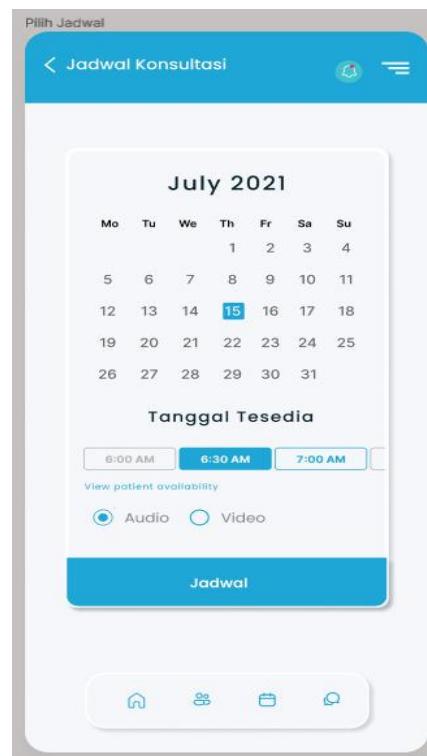 Pilih Jadwal
Jadwal Konsultasi
July 2021
Mo Tu We Th Fr Sa Su
1 2 3 4
5 6 7 8 9 10 11
12 13 14 15 16 17 18
19 20 21 22 23 24 25
26 27 28 29 30 31
Tanggal Tesedia
6:00 AM 6:30 AM 7:00 AM
View patient availability
Audio Video
Jadwal